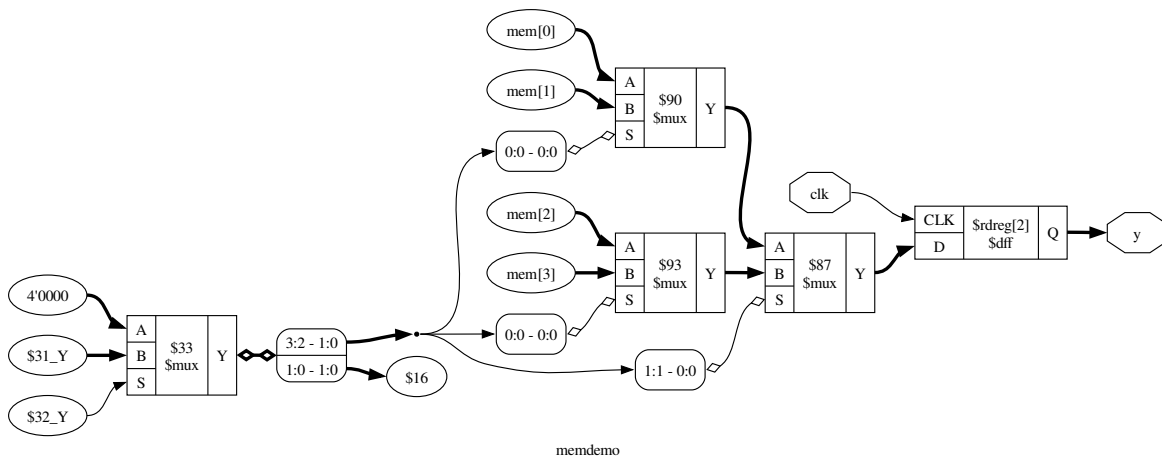 mem[0]
mem[1]
A
B
S
$90
$mux
Y
0:0 - 0:0
mem[2]
mem[3]
A
B
S
$93
$mux
Y
0:0 - 0:0
A
B
S
$87
$mux
Y
clk
CLK
D
$rdreg[2]
$dff
Q
y
4'0000
$31_Y
$32_Y
A
B
S
$33
$mux
Y
3:2 - 1:0
1:0 - 1:0
$16
1:1 - 0:0
memdemo